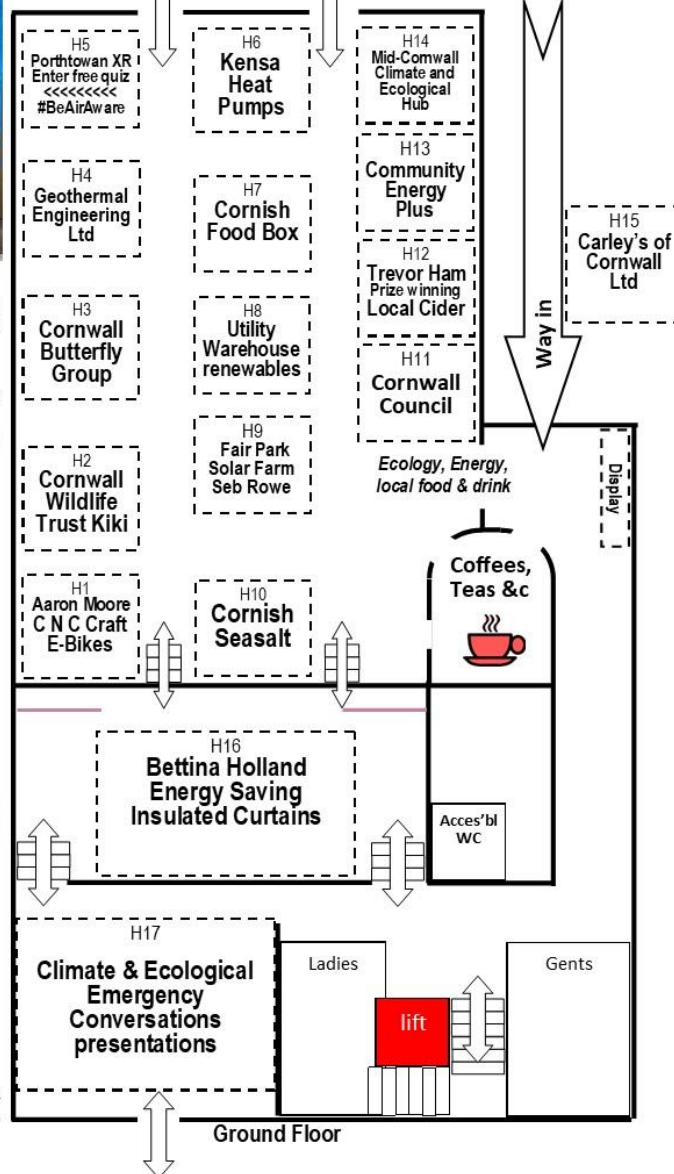 H5
Porthtowan XR
Enter free quiz
<<<<<<<<<
#BeAirAware
H6
Kensa
Heat
Pumps
H14
Mid-Cornwall
Climate and
Ecological
Hub
H4
Geothermal
Engineering
Ltd
H7
Cornish
Food Box
H13
Community
Energy
Plus
H15
Carley's of
Cornwall
Ltd
H12
Trevor Ham
Prize winning
Local Cider
Way in
H3
Cornwall
Butterfly
Group
H8
Utility
Warehouse
renewables
H11
Cornwall
Council
H9
Fair Park
Solar Farm
Seb Rowe
Ecology, Energy,
local food & drink
Display
H2
Cornwall
Wildlife
Trust Kiki
Coffees,
Teas &c
H1
Aaron Moore
C N C Craft
E-Bikes
H10
Cornish
Seasalt
H16
Bettina Holland
Energy Saving
Insulated Curtains
Acces'bl
WC
H17
Climate & Ecological
Emergency
Conversations
presentations
Ladies
lift
Gents
Ground Floor